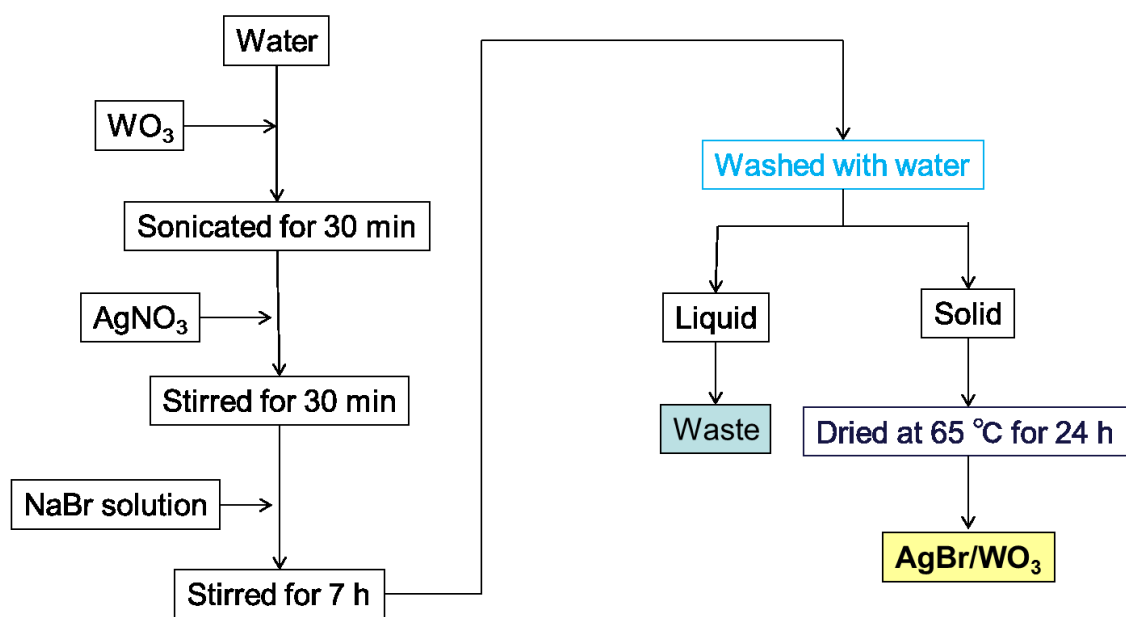 Water
WO₃
Sonicated for 30 min
AgNO₃
Stirred for 30 min
NaBr solution
Stirred for 7 h
Washed with water
Liquid
Solid
Waste
Dried at 65 ℃ for 24 h
AgBr/WO₃